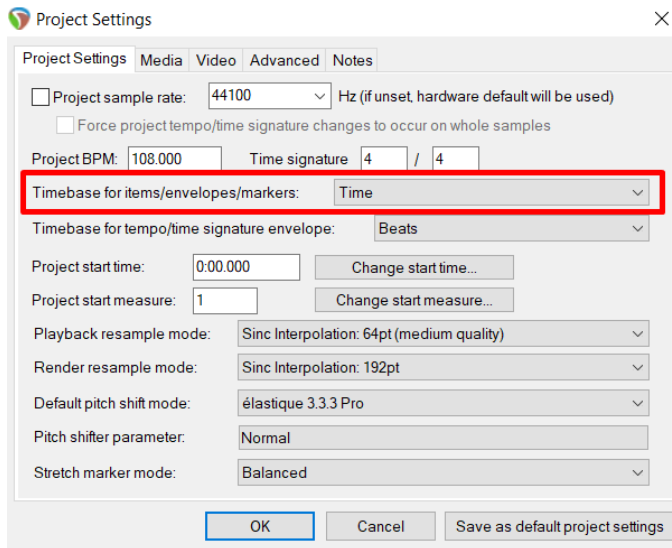 Project Settings
Project Settings Media Video Advanced Notes
Project sample rate: 44100 Hz (if unset, hardware default will be used)
Force project tempo/time signature changes to occur on whole samples
Project BPM: 108.000 Time signature 4 / 4
Timebase for items/envelopes/markers: Time
Timebase for tempo/time signature envelope: Beats
Project start time: 0:00.000 Change start time...
Project start measure: 1 Change start measure...
Playback resample mode: Sinc Interpolation: 64pt (medium quality)
Render resample mode: Sinc Interpolation: 192pt
Default pitch shift mode: élastique 3.3.3 Pro
Pitch shifter parameter: Normal
Stretch marker mode: Balanced
OK Cancel Save as default project settings